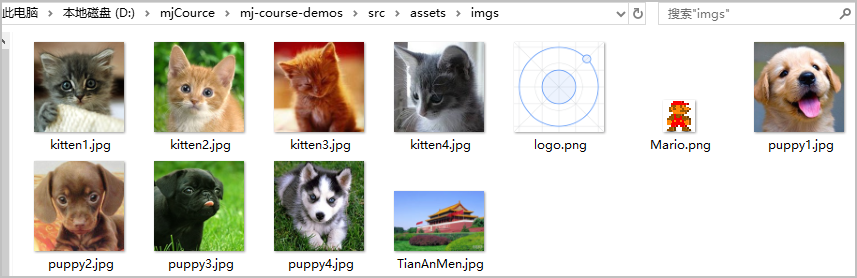 此电脑 > 本地磁盘 (D:) > mjCource > mj-course-demos > src > assets > imgs
搜索"imgs"
kitten1.jpg kitten2.jpg kitten3.jpg kitten4.jpg logo.png Mario.png puppy1.jpg
puppy2.jpg puppy3.jpg puppy4.jpg TianAnMen.jpg